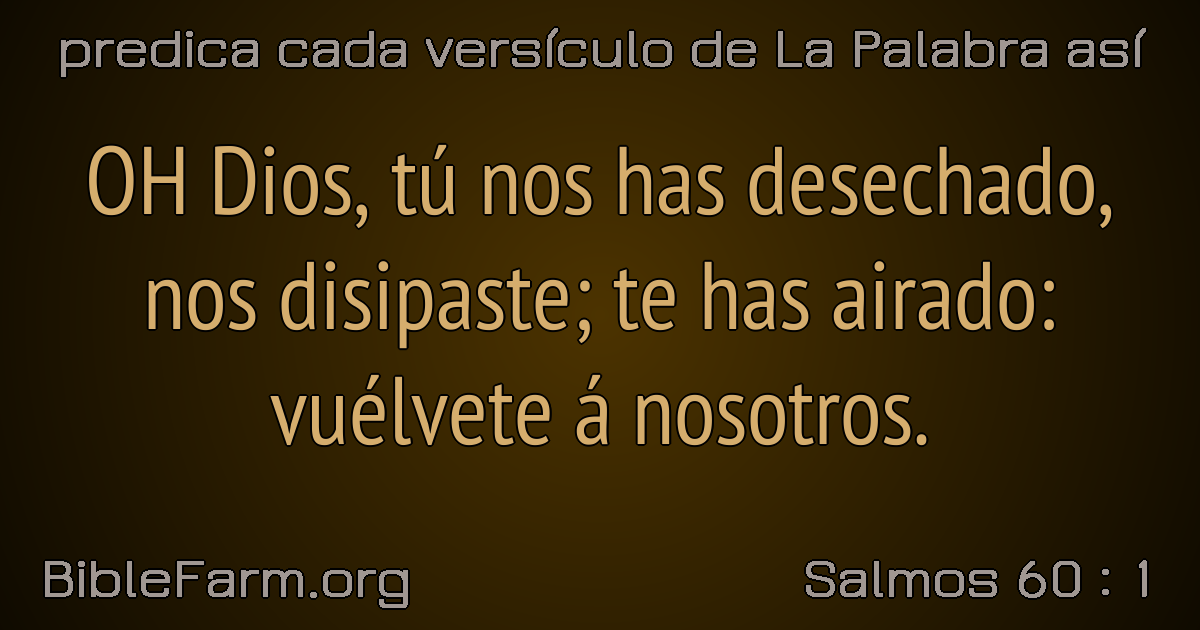 predica cada versículo de La Palabra así
OH Dios, tú nos has desechado,
nos disipaste; te has airado:
vuélvete á nosotros.
BibleFarm.org
Salmos 60 : 1